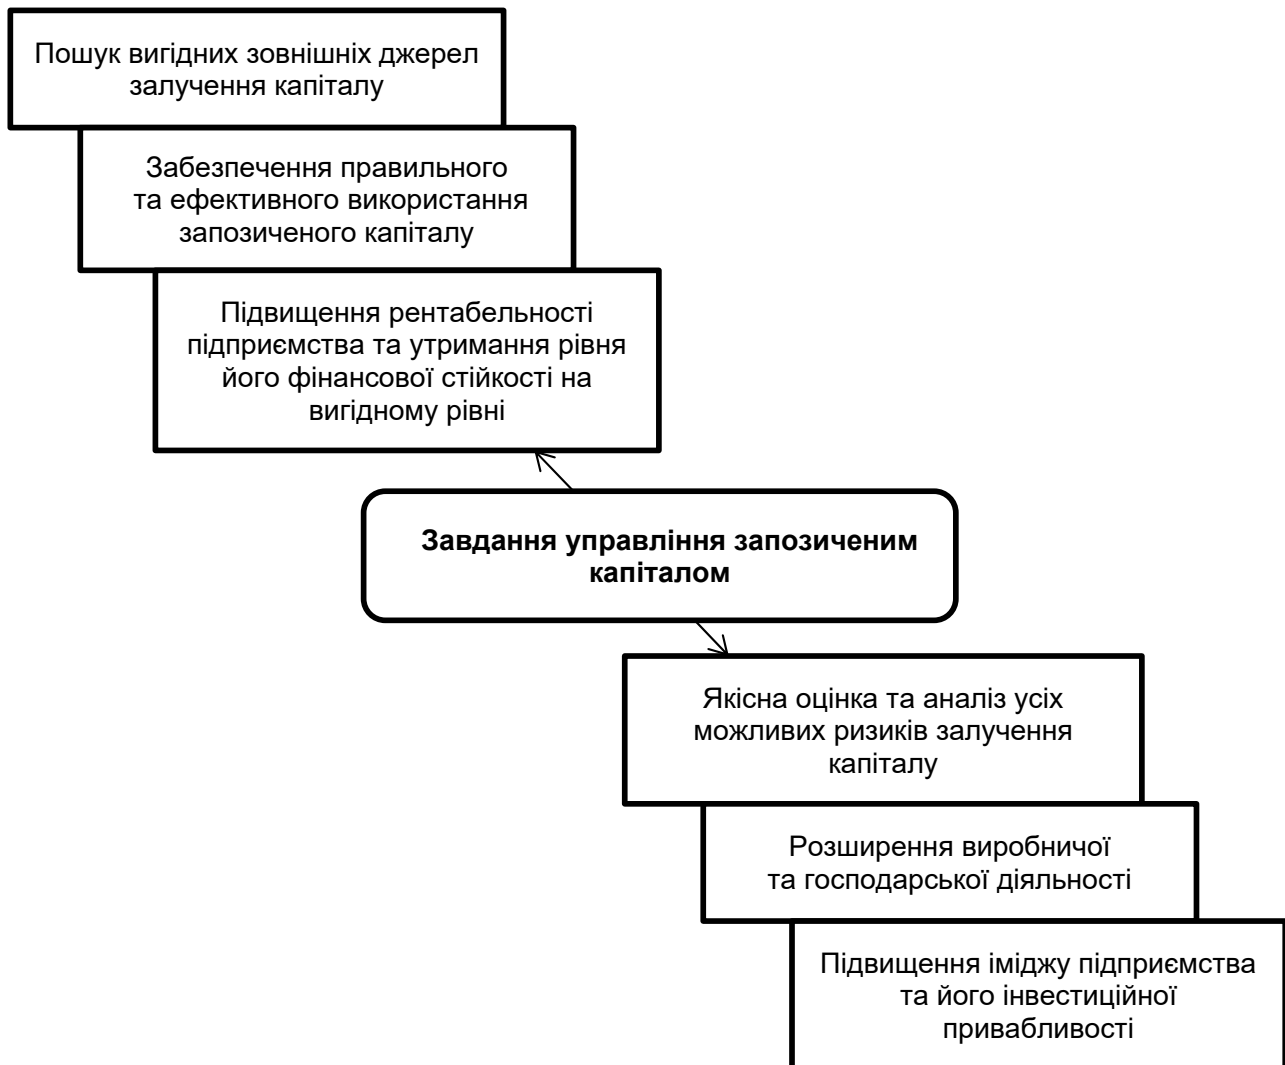 Пошук вигідних зовнішніх джерел
залучення капіталу
Забезпечення правильного
та ефективного використання
запозиченого капіталу
Підвищення рентабельності
підприємства та утримання рівня
його фінансової стійкості на
вигідному рівні
Завдання управління запозиченим
капіталом
Якісна оцінка та аналіз усіх
можливих ризиків залучення
капіталу
Розширення виробничої
та господарської діяльності
Підвищення іміджу підприємства
та його інвестиційної
привабливості